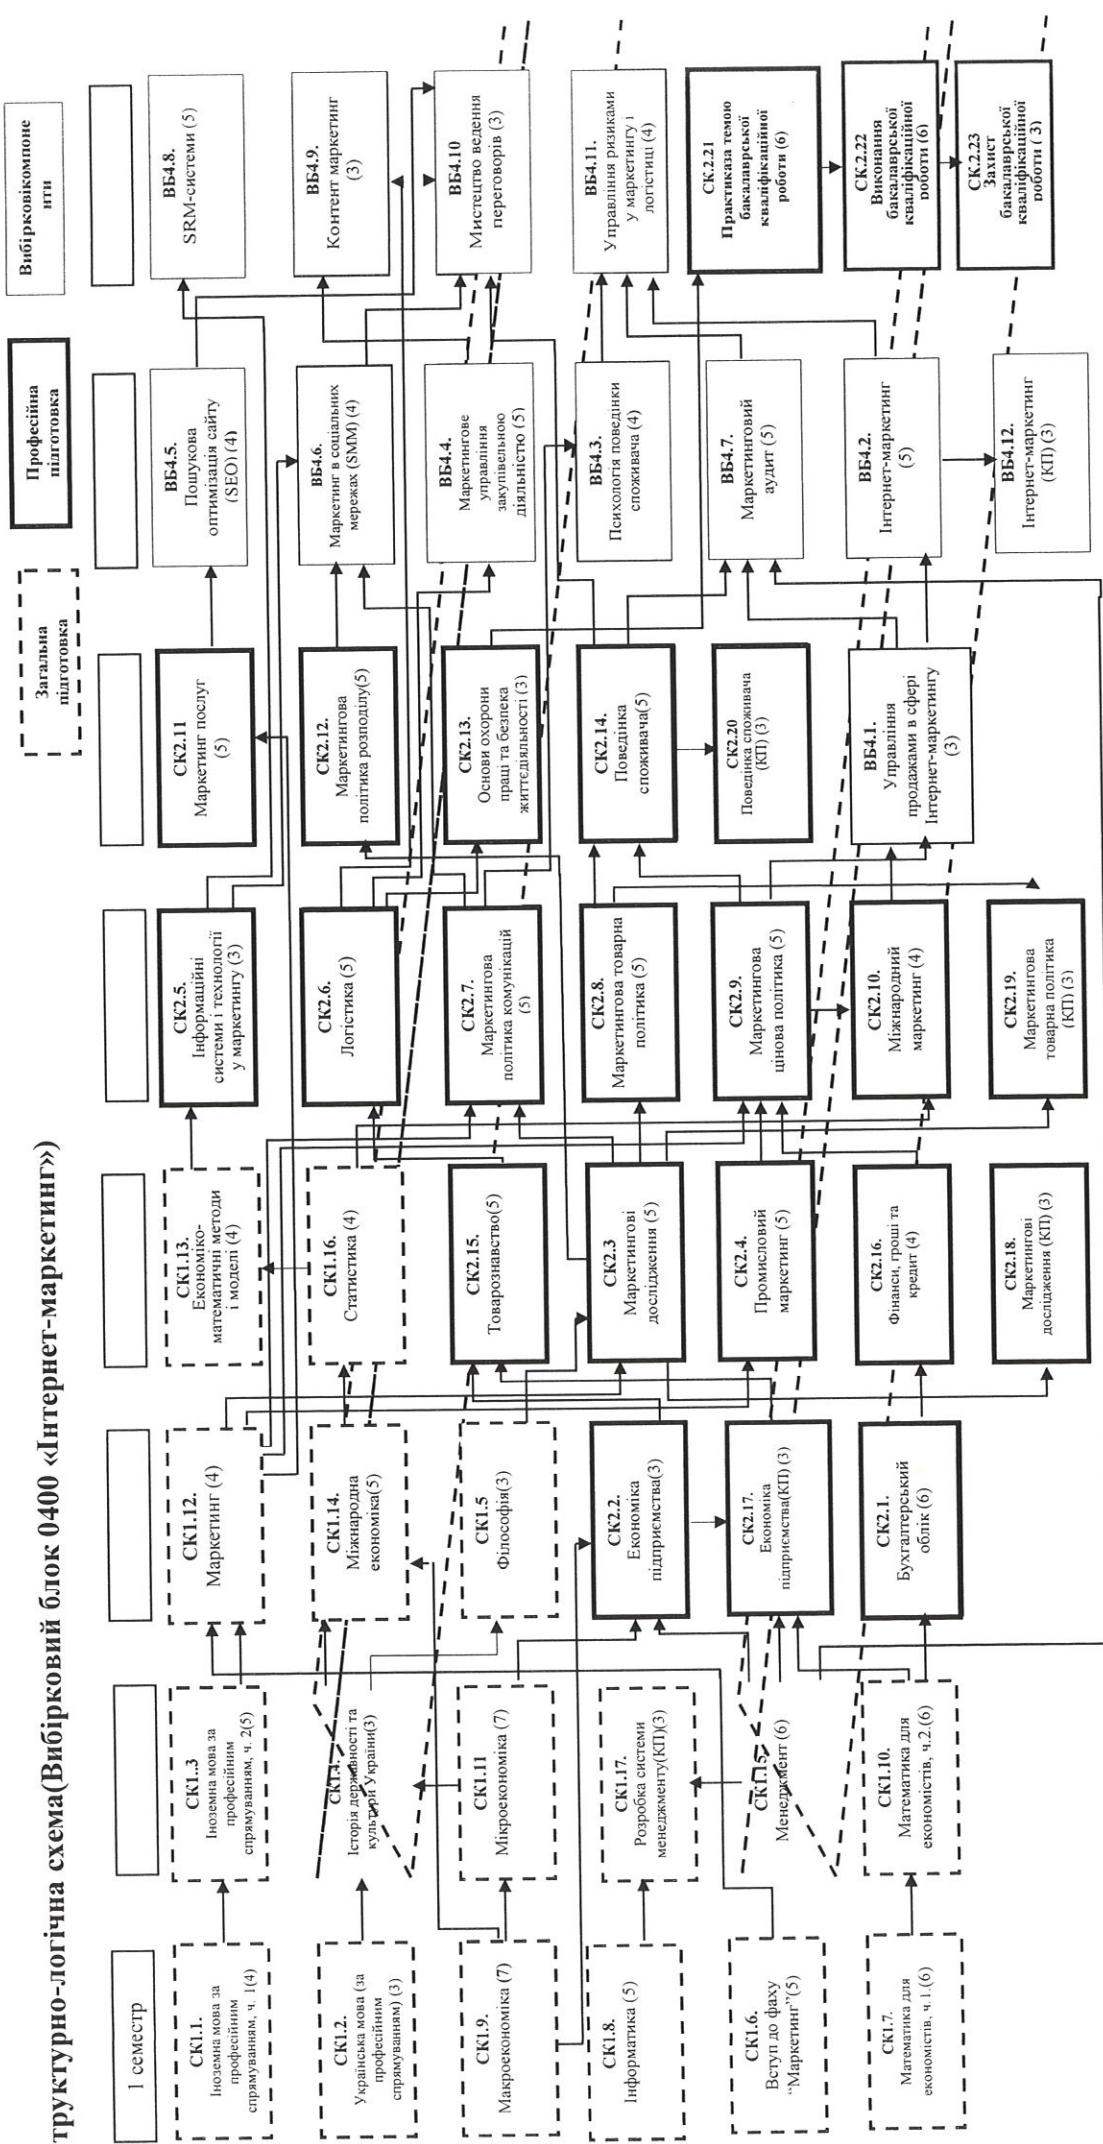 труктурно-логічна схема(Вибірковий блок 0400 «Інтернет-маркетинг»
Загальна
підготовка
Професійна
підготовка
Вибіркові­компоне
нти
1 семестр
СК1.1.
Іноземна мова за
професійним
спрямуванням, ч. 1(4)
СК1.2.
Українська мова (за
професійним
спрямуванням) (3)
СК1.9.
Макроекономіка (7)
СК1.8.
Інформатика (5)
СК1.6.
Вступ до фаху
“Маркетинг”(5)
СК1.7.
Математика для
економістів, ч.1.(6)
СК1..3
Іноземна мова за
професійним
спрямуванням, ч. 2(5)
СК1.4.
Історія державності та
культури України(3)
СК1.11
Мікроекономіка (7)
СК1.17.
Розробка системи
менеджменту(КП)(3)
СК1.15.
Менеджмент (6)
СК1.10.
Математика для
економістів, ч.2.(6)
СК1.12.
Маркетинг (4)
СК1.14.
Міжнародна
економіка(5)
СК1.5
Філософія(3)
СК2.2.
Економіка
підприємства(3)
СК2.17.
Економіка
підприємства(КП) (3)
СК2.1.
Бухгалтерський
облік (6)
СК1.13.
Економіко-
математичні методи
і моделі (4)
СК1.16.
Статистика (4)
СК2.15.
Товарознавство(5)
СК2.3
Маркетингові
дослідження (5)
СК2.4.
Промисловий
маркетинг (5)
СК2.16.
Фінанси, гроші та
кредит (4)
СК2.18.
Маркетингові
дослідження (КП) (3)
СК2.5.
Інформаційні
системи і технології
у маркетингу (3)
СК2.6.
Логістика (5)
СК2.7.
Маркетингова
політика комунікацій
(5)
СК2.8.
Маркетингова товарна
політика (5)
СК2.9.
Маркетингова
цінова політика (5)
СК2.10.
Міжнародний
маркетинг (4)
СК2.19.
Маркетингова
товарна політика
(КП) (3)
СК2.11
Маркетинг послуг
(5)
СК2.12.
Маркетингова
політика розподілу(5)
СК2.13.
Основи охорони
праці та безпека
життєдіяльності (3)
СК2.14.
Поведінка
споживача(5)
СК2.20
Поведінка споживача
(КП) (3)
ВБ4.1.
Управління
продажами в сфері
Інтернет-маркетингу
(3)
ВБ4.5.
Пошукова
оптимізація сайту
(SEO) (4)
ВБ4.6.
Маркетинг в соціальних
мережах (SMM) (4)
ВБ4.4.
Маркетингове
управління
закупівельною
діяльністю (5)
ВБ4.3.
Психологія поведінки
споживача (4)
ВБ4.7.
Маркетинговий
аудит (5)
ВБ4.2.
Інтернет-маркетинг
(5)
ВБ4.12.
Інтернет-маркетинг
(КП) (3)
ВБ4.8.
SRM-системи (5)
ВБ4.9.
Контент маркетинг
(3)
ВБ4.10
Мистецтво ведення
переговорів (3)
ВБ4.11.
Управління ризиками
у маркетингу і
логістиці (4)
СК.2.21
Практиказа темою
бакалаврської
кваліфікаційної
роботи (6)
СК.2.22
Виконання
бакалаврської
кваліфікаційної
роботи (6)
СК.2.23
Захист
бакалаврської
кваліфікаційної
роботи (3)